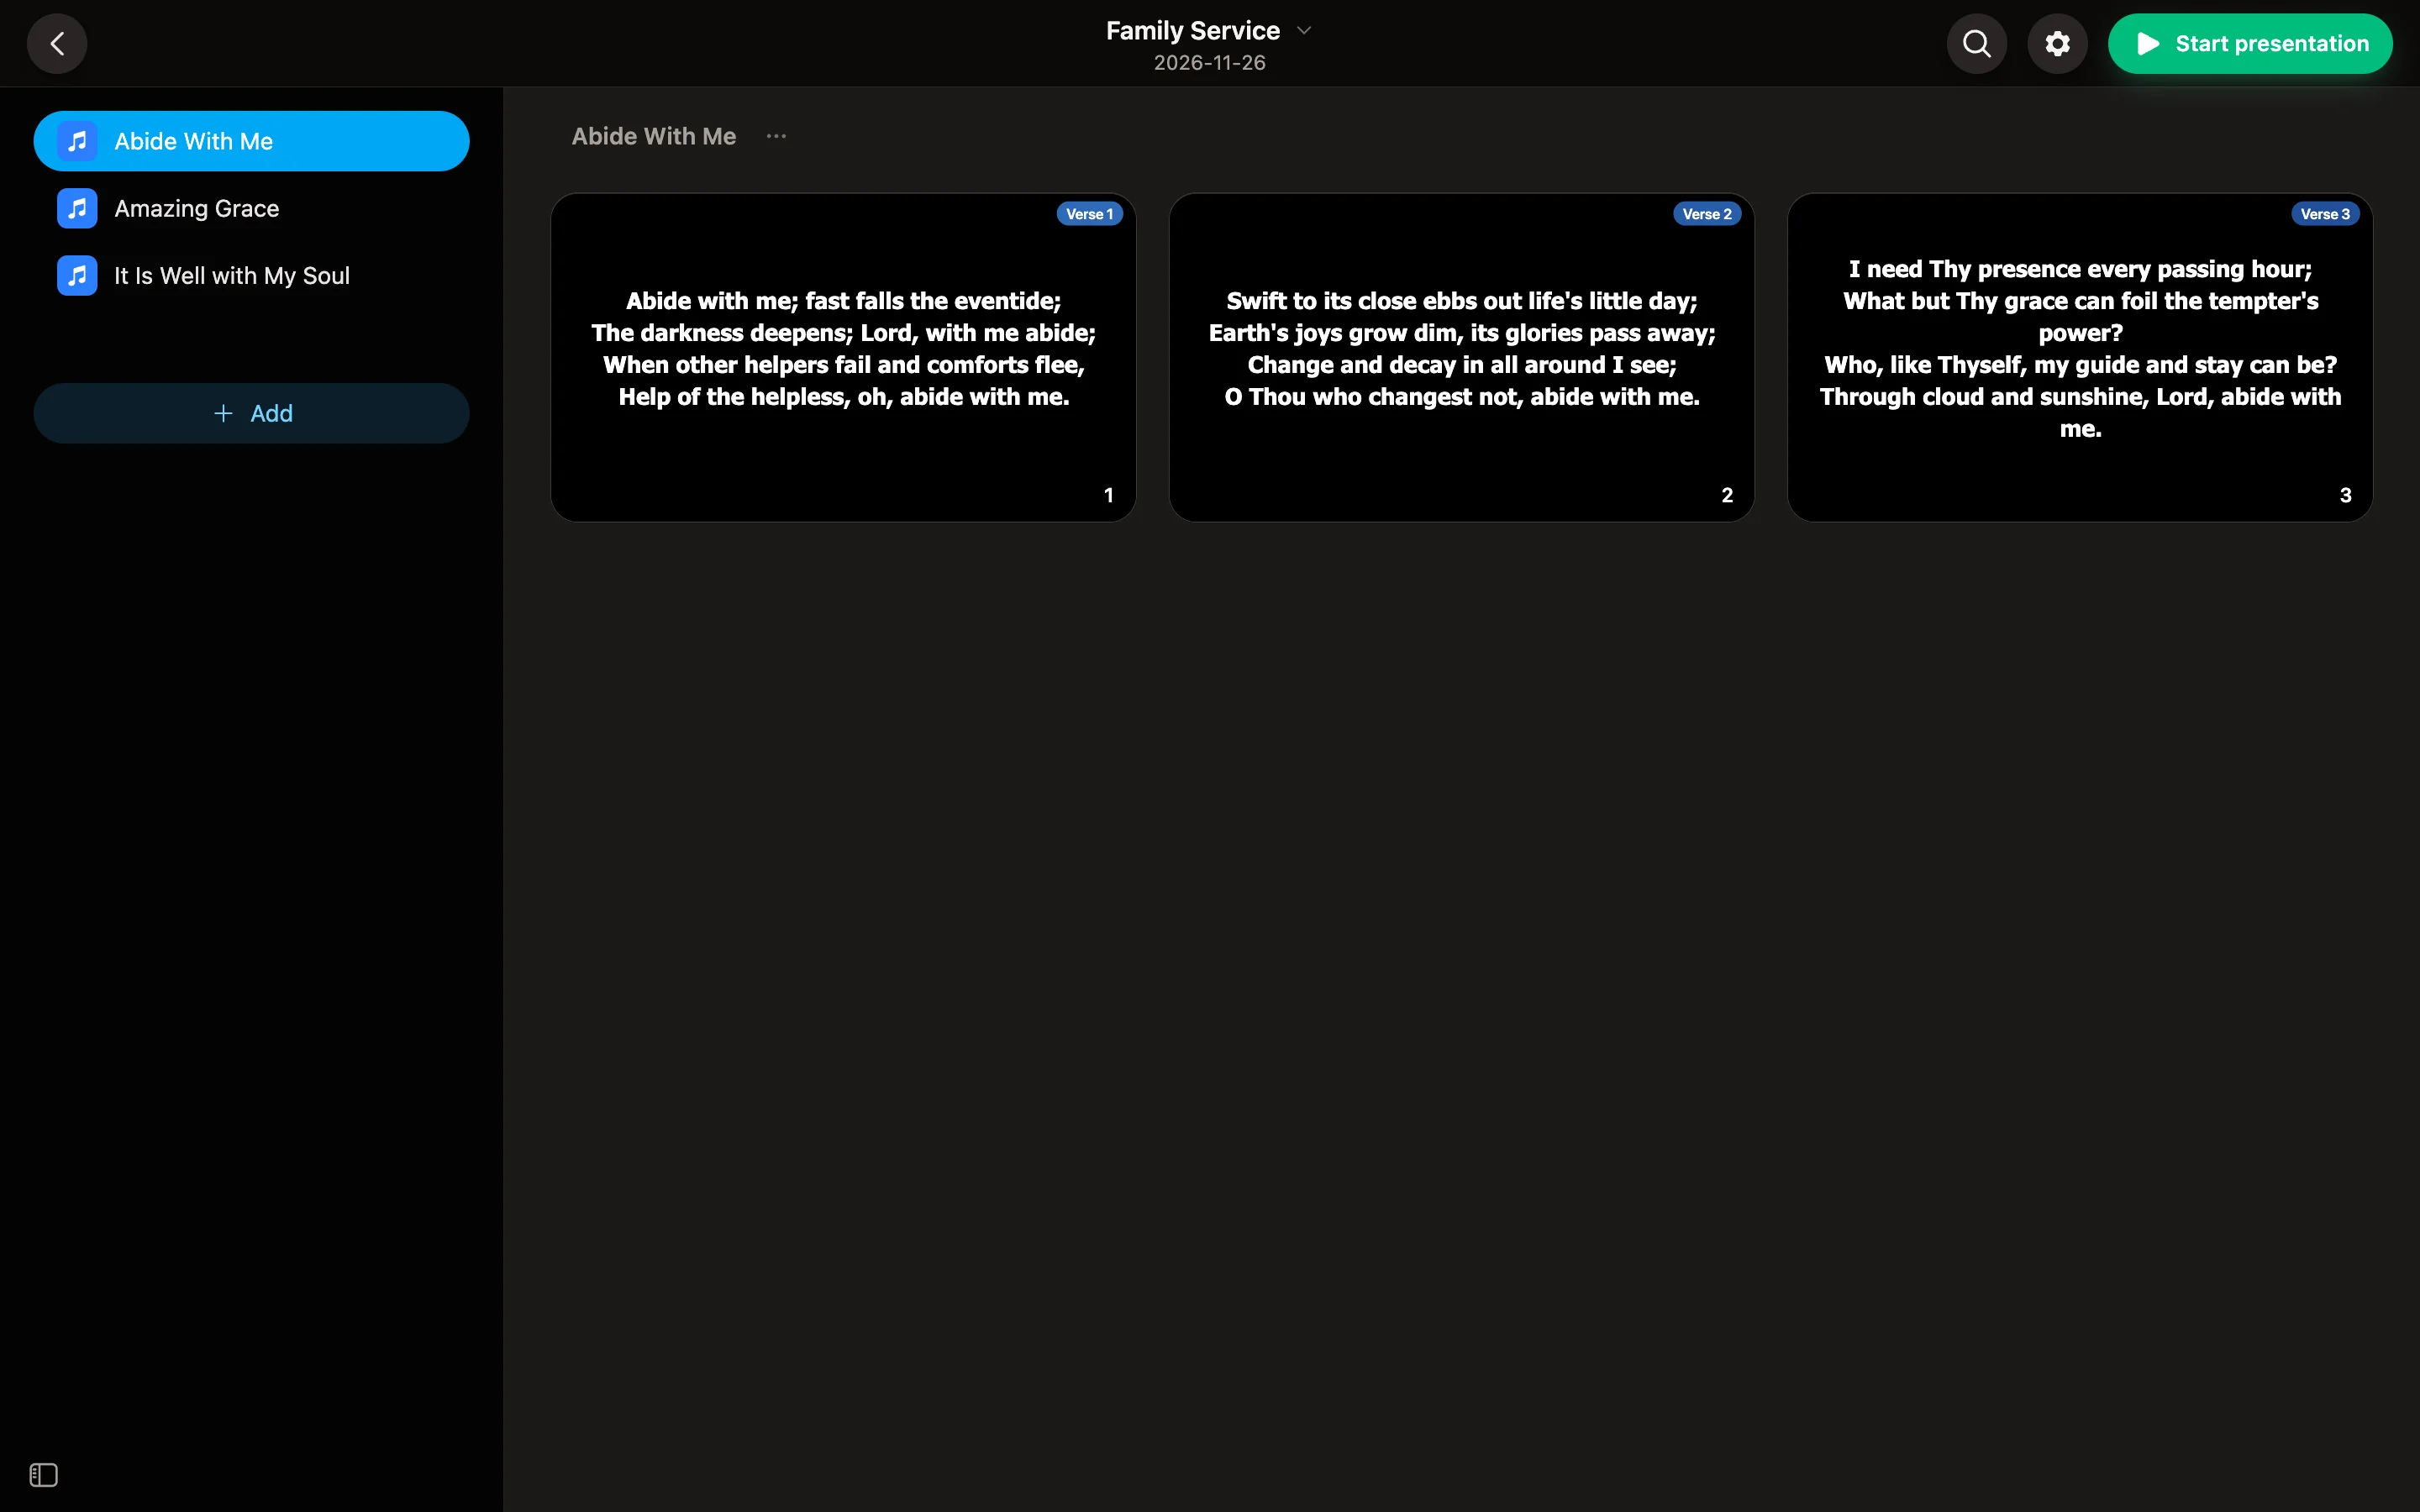 Family Service
2026-11-26
Start presentation
Abide With Me
Amazing Grace
It Is Well with My Soul
Add
Abide With Me
Verse 1
Abide with me; fast falls the eventide;
The darkness deepens; Lord, with me abide;
When other helpers fail and comforts flee,
Help of the helpless, oh, abide with me.
1
Verse 2
Swift to its close ebbs out life's little day;
Earth's joys grow dim, its glories pass away;
Change and decay in all around I see;
O Thou who changest not, abide with me.
2
Verse 3
I need Thy presence every passing hour;
What but Thy grace can foil the tempter's
power?
Who, like Thyself, my guide and stay can be?
Through cloud and sunshine, Lord, abide with
me.
3